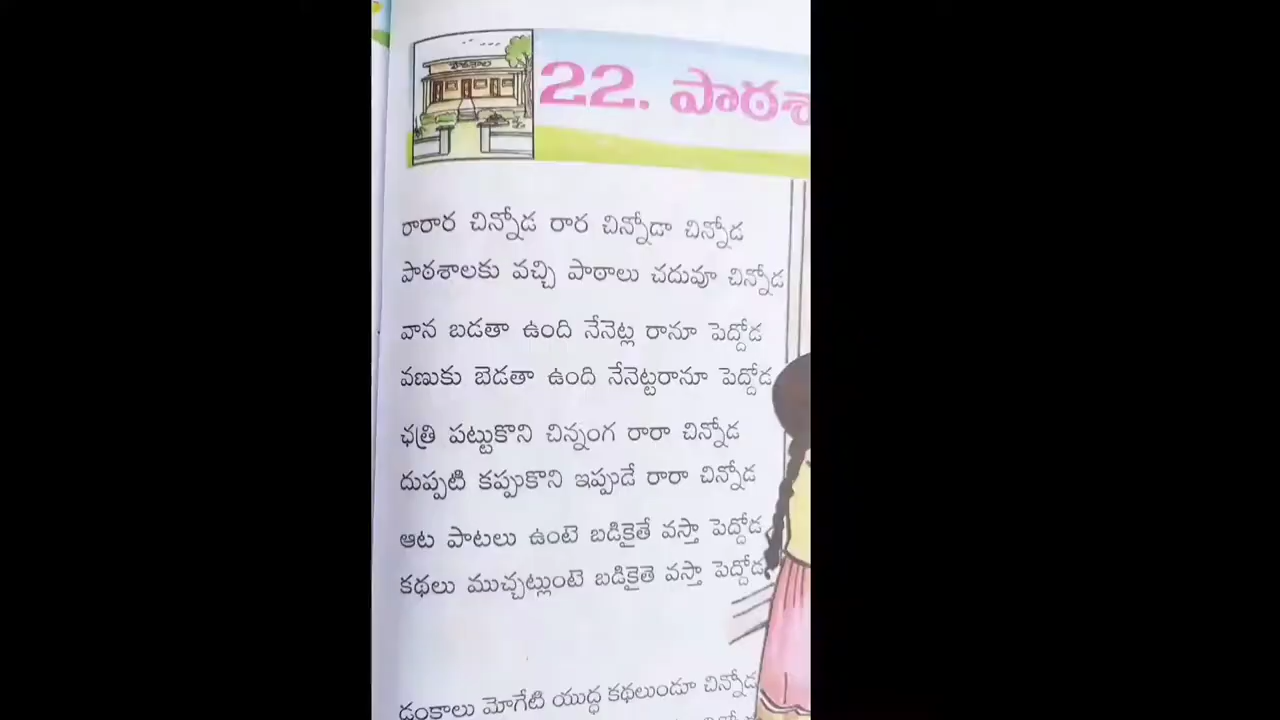 పాఠశాల
22. పాఠశా
రారార చిన్నోడ రార చిన్నోడా చిన్నోడ
పాఠశాలకు వచ్చి పాఠాలు చదువూ చిన్నోడ
వాన బడతా ఉంది నేనెట్ల రానూ పెద్దోడ
వణుకు బెడతా ఉంది నేనెట్టరానూ పెద్దోడ
ఛత్రి పట్టుకొని చిన్నంగ రారా చిన్నోడ
దుప్పటి కప్పుకొని ఇప్పుడే రారా చిన్నోడ
ఆట పాటలు ఉంటె బడికైతే వస్తా పెద్దోడ
కథలు ముచ్చట్లుంటె బడికైతె వస్తా పెద్దోడ
డంకాలు మోగేటి యుద్ధ కథలుందూ చిన్నోడ